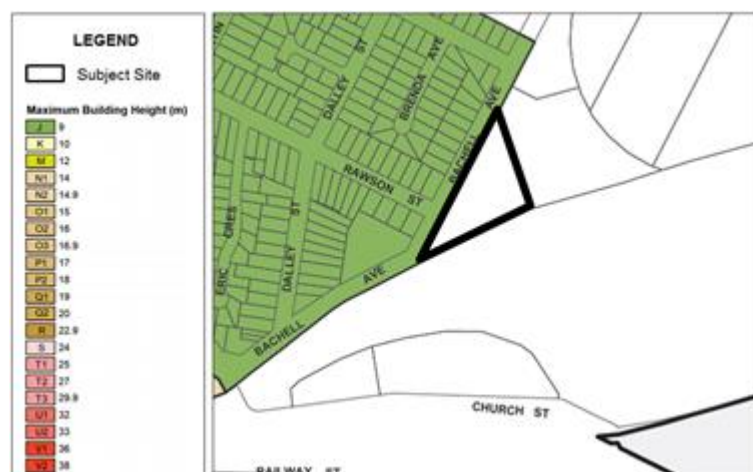 LEGEND
Subject Site
Maximum Building Height (m)
J 9
K 10
M 12
N1 14
N2 14.9
O1 15
O2 16
O3 16.9
P1 17
P2 18
Q1 19
Q2 20
R 22.9
S 24
T1 25
T2 27
T3 29.9
U1 32
U2 33
V1 36
V2 38
DALLEY ST
BRENDA AVE
BACHELL AVE
RAWSON ST
ERIC CRES
DALLEY ST
BACHELL AVE
CHURCH ST
RAILWAY ST